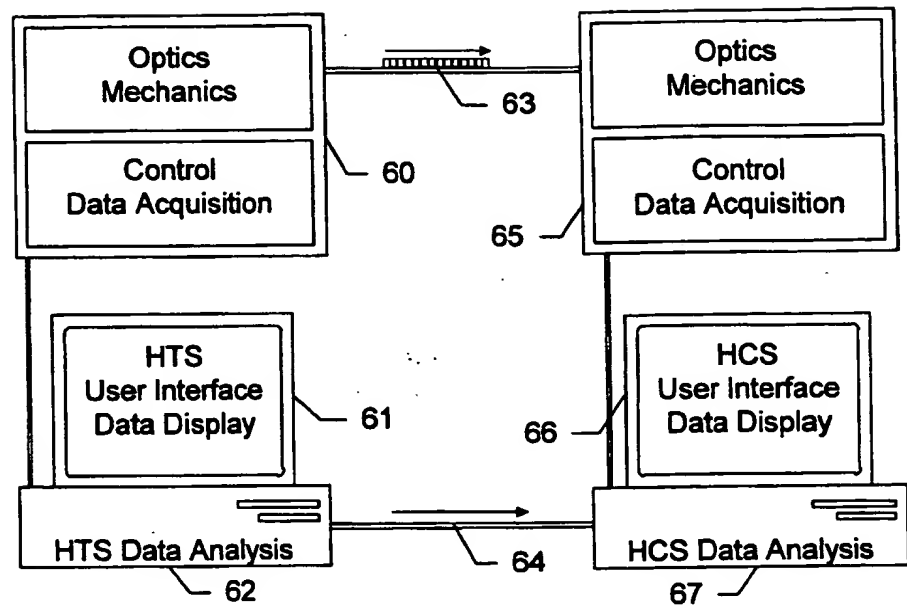 Optics
Mechanics
Control
Data Acquisition
60
63
Optics
Mechanics
Control
Data Acquisition
65
HTS
User Interface
Data Display
61
HTS Data Analysis
62
64
HCS
User Interface
Data Display
66
HCS Data Analysis
67